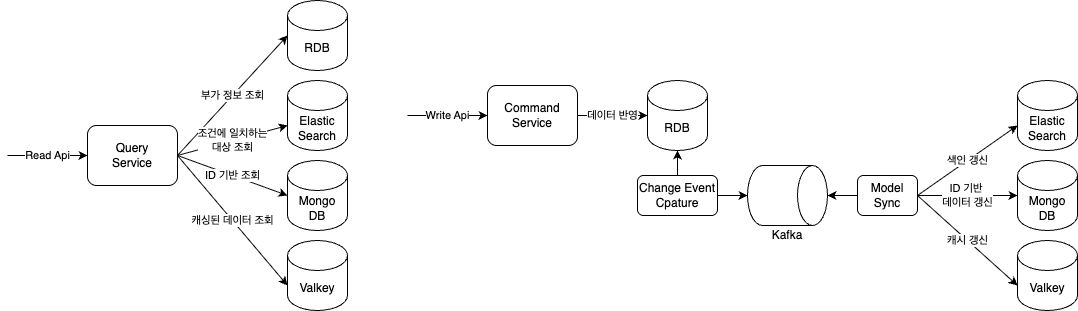 Read Api
Query
Service
부가 정보 조회
조건에 일치하는
대상 조회
ID 기반 조회
캐싱된 데이터 조회
RDB
Elastic
Search
Mongo
DB
Valkey
Write Api
Command
Service
데이터 반영
RDB
Change Event
Cpature
Kafka
Model
Sync
색인 갱신
ID 기반
데이터 갱신
캐시 갱신
Elastic
Search
Mongo
DB
Valkey